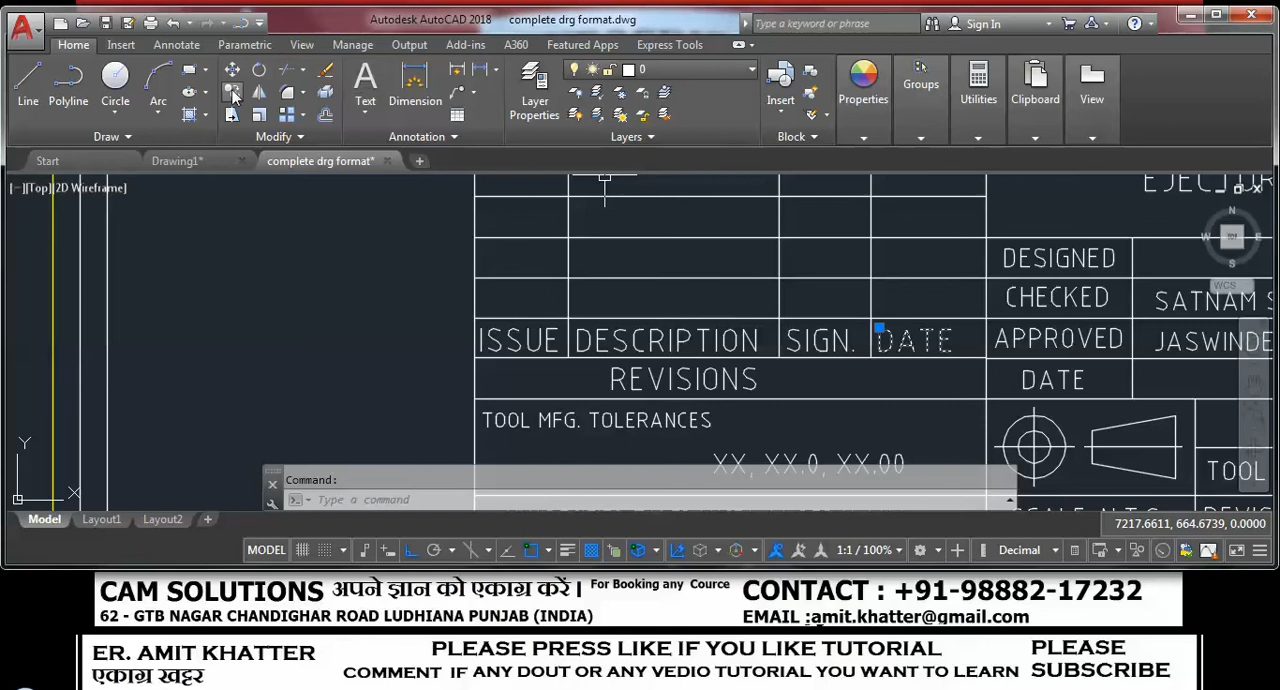 Autodesk AutoCAD 2018 complete drg format.dwg
Type a keyword or phrase
Sign In
Home Insert Annotate Parametric View Manage Output Add-ins A360 Featured Apps Express Tools
0
Line Polyline Circle Arc
Text Dimension
Layer Properties
Insert
Properties Groups Utilities Clipboard View
Draw Modify Annotation Layers Block
Start Drawing1* complete drg format*
[−][Top][2D Wireframe]
N
W TOP E
S
WCS
DESIGNED
CHECKED SATNAM S
ISSUE DESCRIPTION SIGN. DATE APPROVED JASWINDE
REVISIONS DATE
TOOL MFG. TOLERANCES
XX, XX.0, XX.00
TOOL
Y
X
Command:
Type a command
Model Layout1 Layout2
7217.6611, 664.6739, 0.0000
MODEL 1:1 / 100% Decimal
CAM SOLUTIONS अपने ज्ञान को एकाग्र करें । For Booking any Cource CONTACT : +91-98882-17232
62 - GTB NAGAR CHANDIGHAR ROAD LUDHIANA PUNJAB (INDIA) EMAIL :amit.khatter@gmail.com
ER. AMIT KHATTER PLEASE PRESS LIKE IF YOU LIKE TUTORIAL PLEASE
एकाग्र खट्टर COMMENT IF ANY DOUT OR ANY VEDIO TUTORIAL YOU WANT TO LEARN SUBSCRIBE